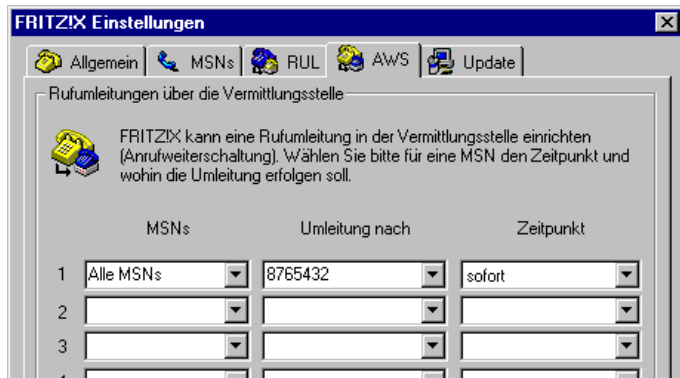 FRITZ!X Einstellungen
Allgemein MSNs RUL AWS Update
Rufumleitungen über die Vermittlungsstelle
FRITZ!X kann eine Rufumleitung in der Vermittlungsstelle einrichten
(Anrufweiterschaltung). Wählen Sie bitte für eine MSN den Zeitpunkt und
wohin die Umleitung erfolgen soll.
MSNs Umleitung nach Zeitpunkt
1 Alle MSNs 8765432 sofort
2
3